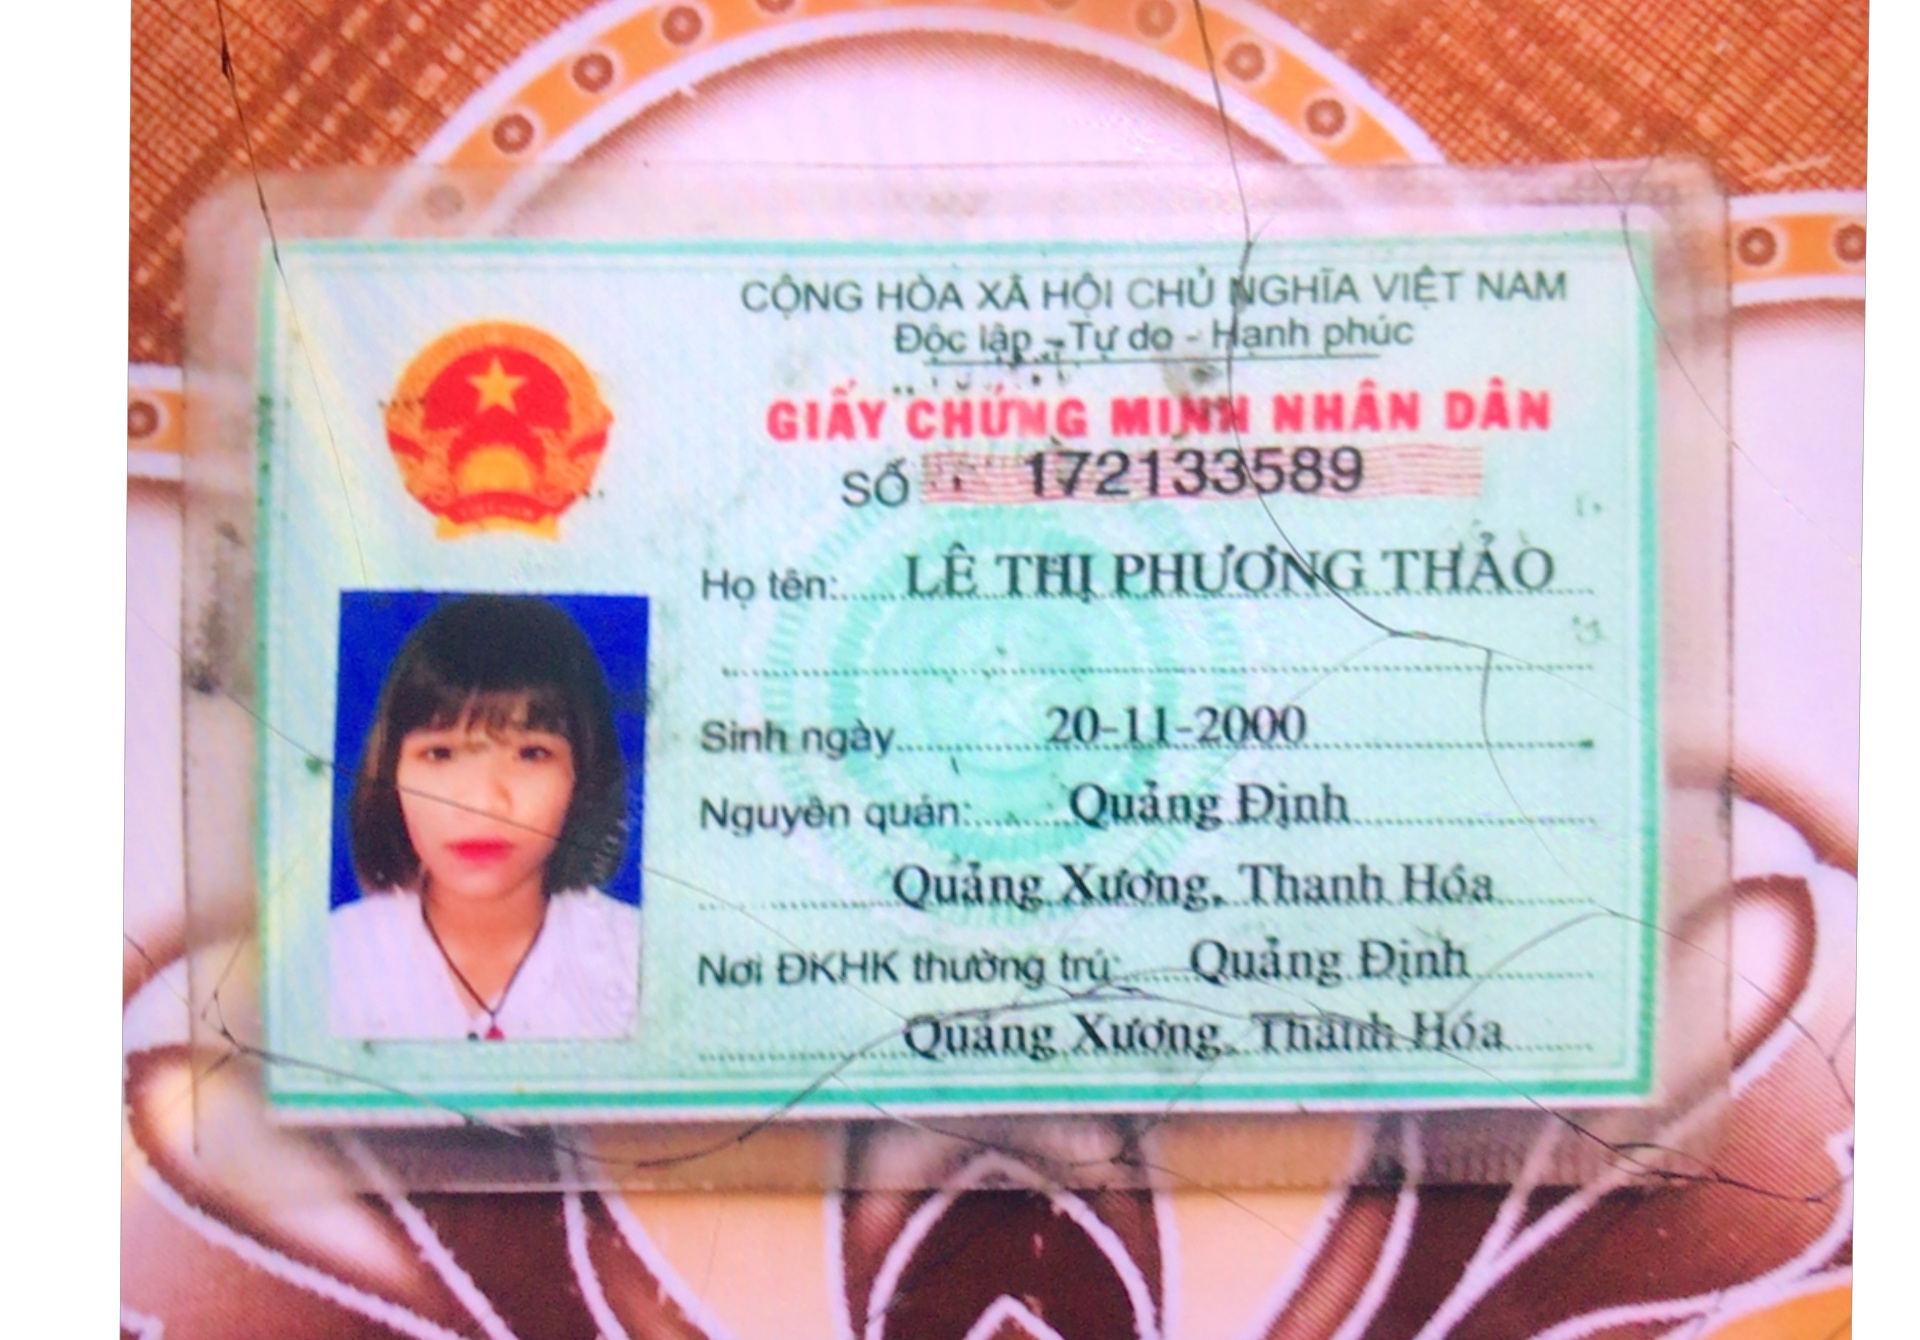 CỘNG HÒA XÃ HỘI CHỦ NGHĨA VIỆT NAM
Độc lập - Tự do - Hạnh phúc
GIẤY CHỨNG MINH NHÂN DÂN
SỐ 172133589
Họ tên: LÊ THỊ PHƯƠNG THẢO
Sinh ngày 20-11-2000
Nguyên quán: Quảng Định
Quảng Xương, Thanh Hóa
Nơi ĐKHK thường trú: Quảng Định
Quảng Xương, Thanh Hóa